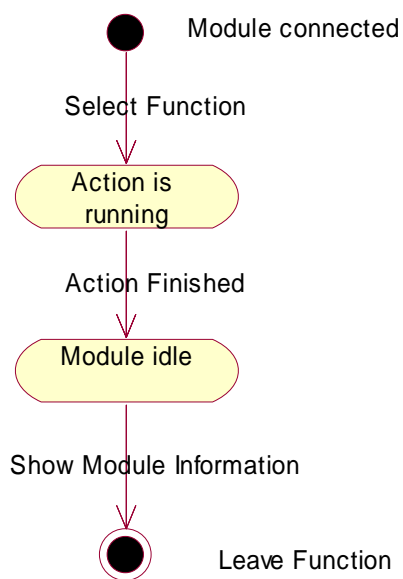 Module connected
Select Function
Action is
running
Action Finished
Module idle
Show Module Information
Leave Function